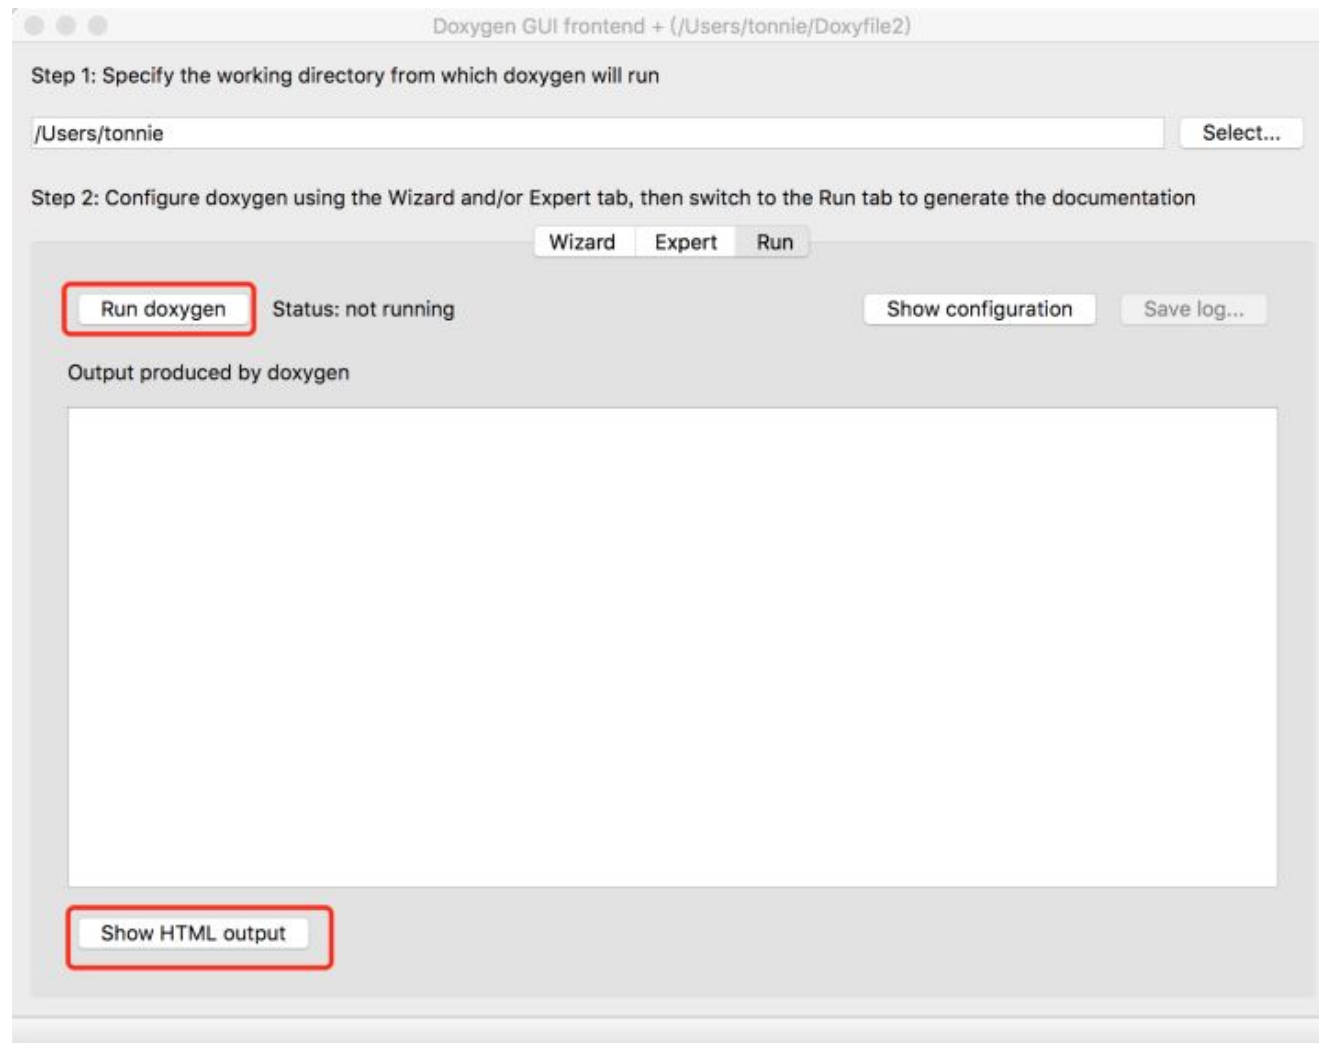 Doxygen GUI frontend + (/Users/tonnie/Doxyfile2)
Step 1: Specify the working directory from which doxygen will run
/Users/tonnie
Select...
Step 2: Configure doxygen using the Wizard and/or Expert tab, then switch to the Run tab to generate the documentation
Wizard Expert Run
Run doxygen Status: not running Show configuration Save log...
Output produced by doxygen
Show HTML output